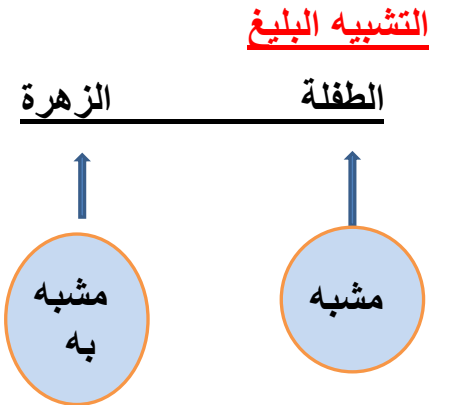 التشبيه البليغ
الطفلة الزهرة
مشبه
مشبه
به